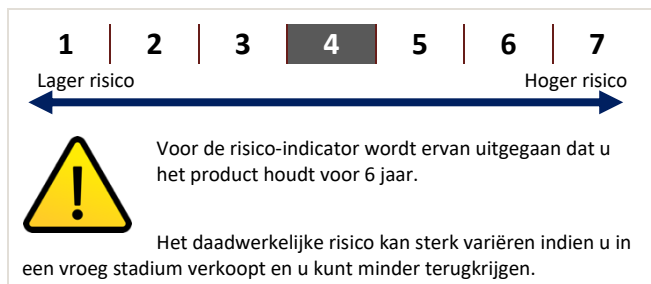 1 2 3 4 5 6 7
Lager risico Hoger risico
Voor de risico-indicator wordt ervan uitgegaan dat u
het product houdt voor 6 jaar.
Het daadwerkelijke risico kan sterk variëren indien u in
een vroeg stadium verkoopt en u kunt minder terugkrijgen.